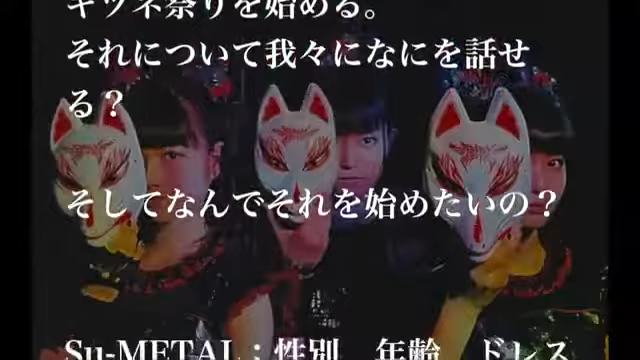 キツネ祭りを始める。
それについて我々になにを話せ
る？
そしてなんでそれを始めたいの？
Su-METAL：性別、年齢、ドレス